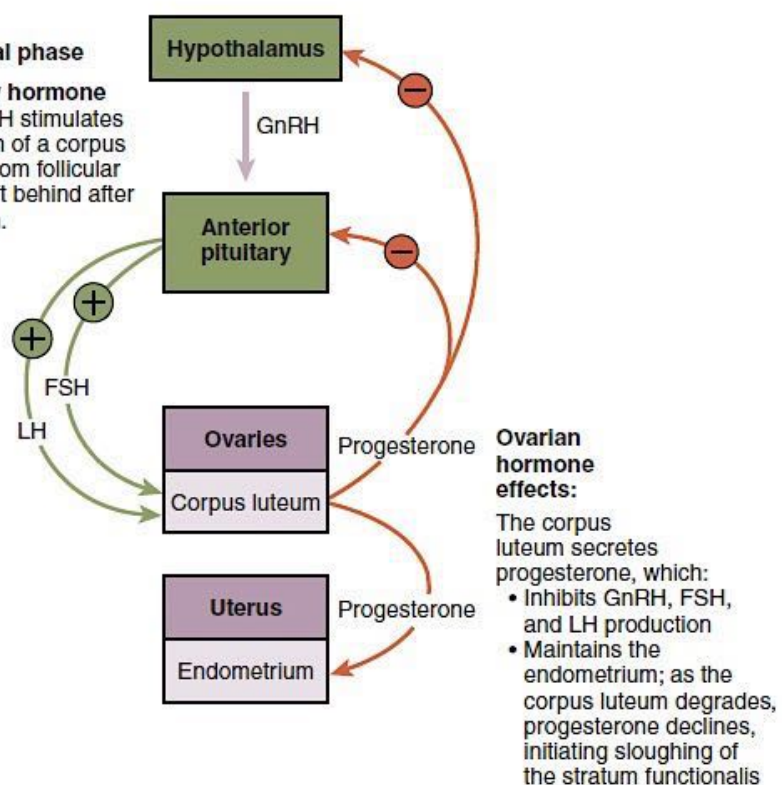 al phase
hormone
H stimulates
n of a corpus
om follicular
t behind after
Hypothalamus
−
GnRH
Anterior
pituitary
−
+
+
FSH
LH
Ovaries
Corpus luteum
Progesterone
Uterus
Endometrium
Progesterone
Ovarian
hormone
effects:
The corpus
luteum secretes
progesterone, which:
• Inhibits GnRH, FSH,
and LH production
• Maintains the
endometrium; as the
corpus luteum degrades,
progesterone declines,
initiating sloughing of
the stratum functionalis